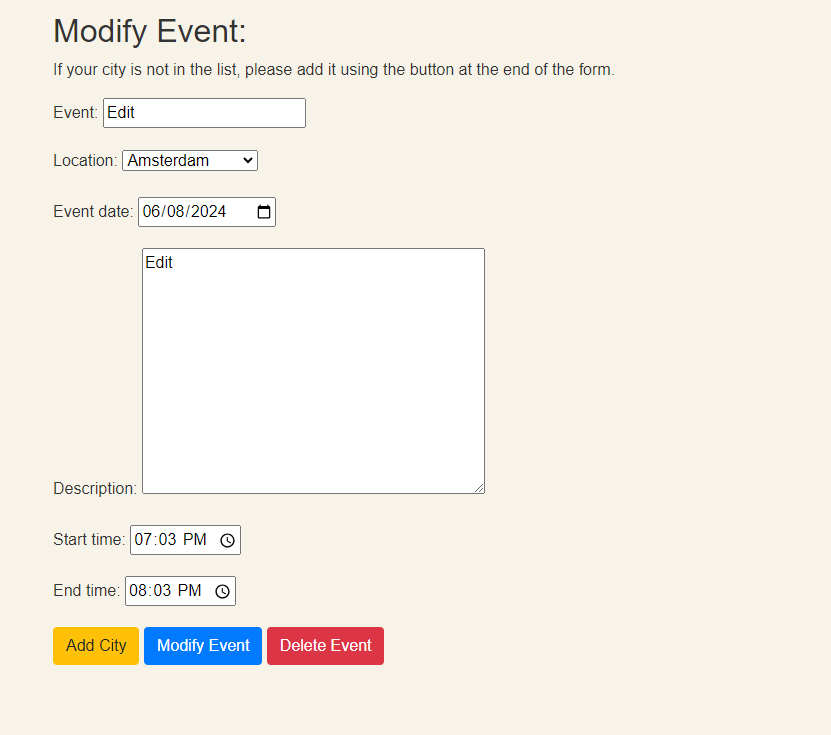 Modify Event:
If your city is not in the list, please add it using the button at the end of the form.
Event: Edit
Location: Amsterdam
Event date: 06/08/2024
Edit
Description:
Start time: 07:03 PM
End time: 08:03 PM
Add City Modify Event Delete Event